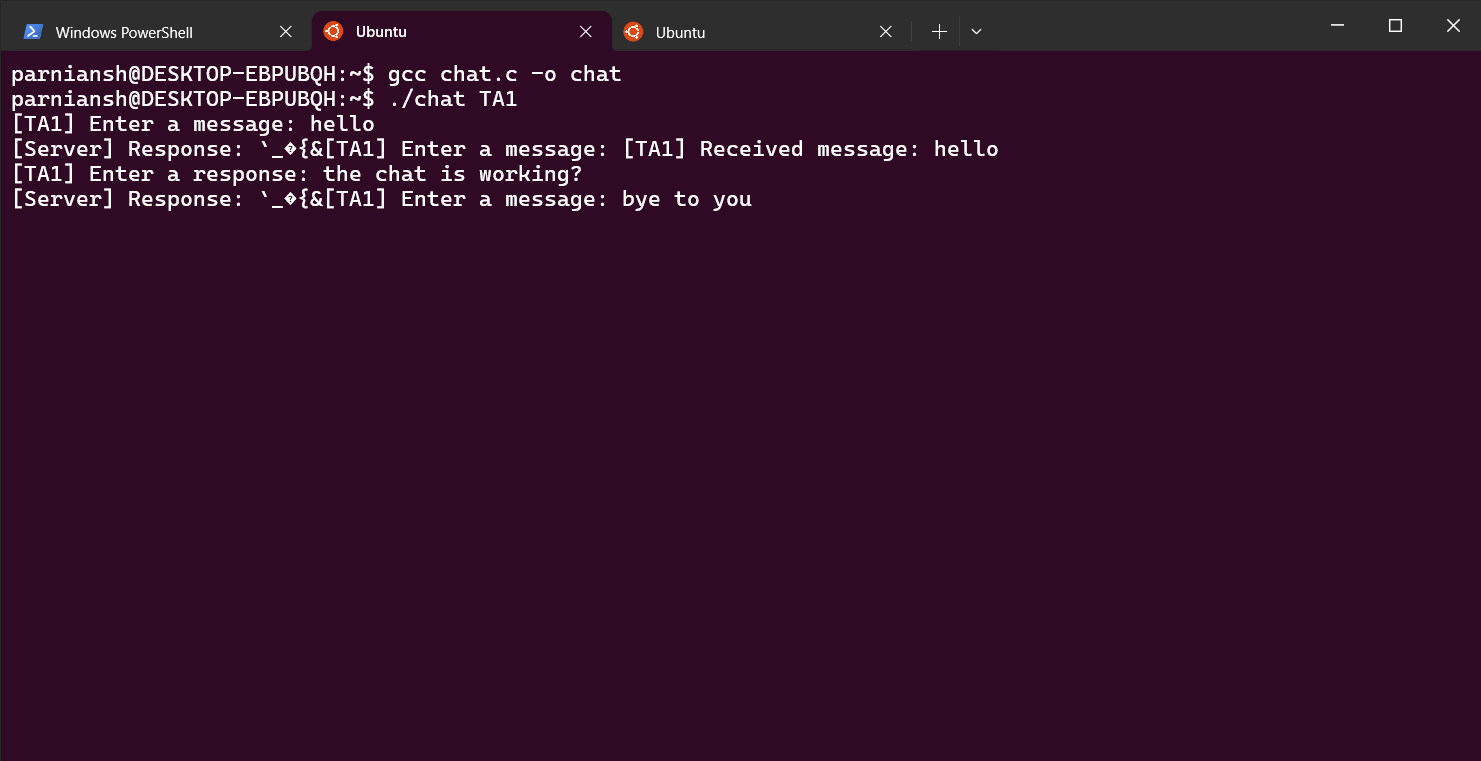 Windows PowerShell
Ubuntu
Ubuntu
parniansh@DESKTOP-EBPUBQH:~$ gcc chat.c -o chat
parniansh@DESKTOP-EBPUBQH:~$ ./chat TA1
[TA1] Enter a message: hello
[Server] Response: `_�{&[TA1] Enter a message: [TA1] Received message: hello
[TA1] Enter a response: the chat is working?
[Server] Response: `_�{&[TA1] Enter a message: bye to you